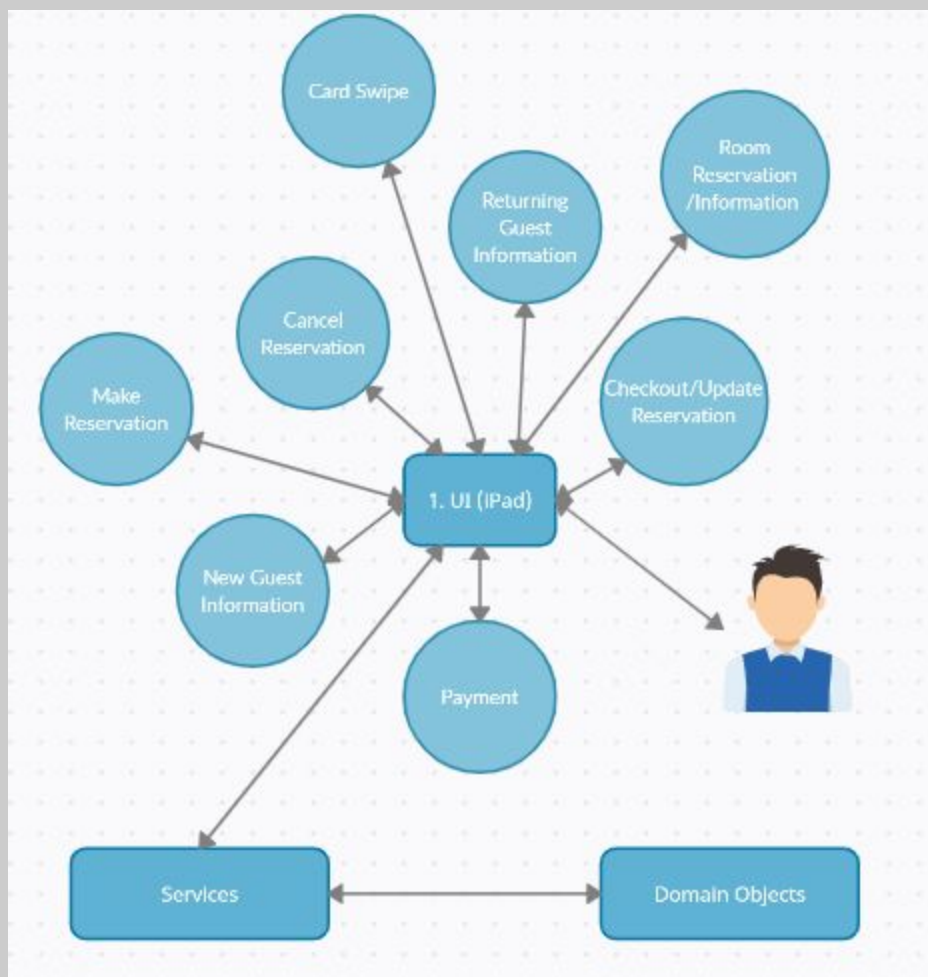 Card Swipe
Room
Reservation
/Information
Returning
Guest
Information
Cancel
Reservation
Make
Reservation
Checkout/Update
Reservation
1. UI (iPad)
New Guest
Information
Payment
Services
Domain Objects